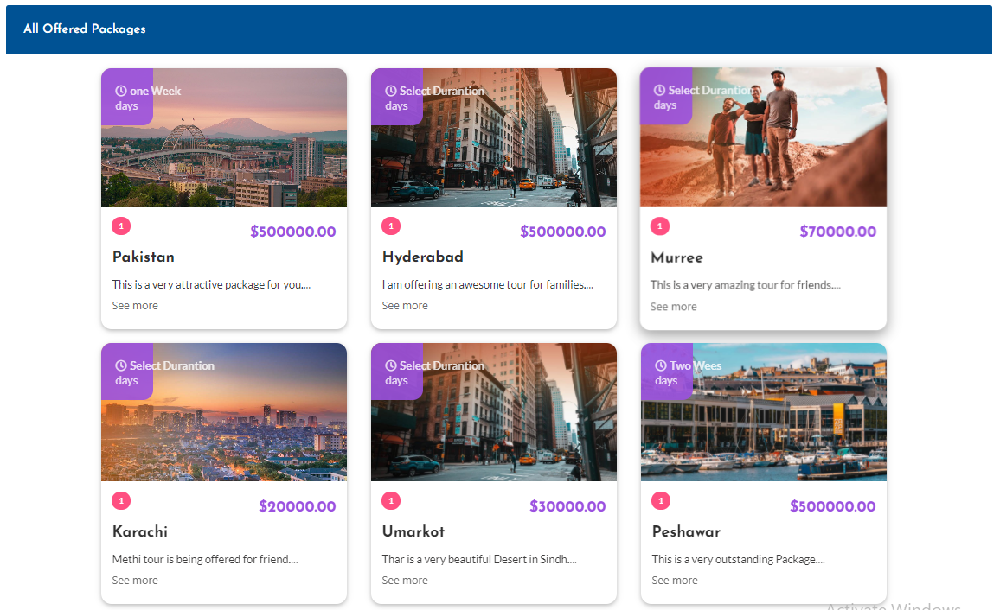 All Offered Packages
one Week
days
Select Durantion
days
Select Durantion
days
1
$500000.00
1
$500000.00
1
$70000.00
Pakistan
Hyderabad
Murree
This is a very attractive package for you....
I am offering an awesome tour for families....
This is a very amazing tour for friends....
See more
See more
See more
Select Durantion
days
Select Durantion
days
Two Wees
days
1
$20000.00
1
$30000.00
1
$500000.00
Karachi
Umarkot
Peshawar
Methi tour is being offered for friend....
Thar is a very beautiful Desert in Sindh....
This is a very outstanding Package....
See more
See more
See more
Activate Windows